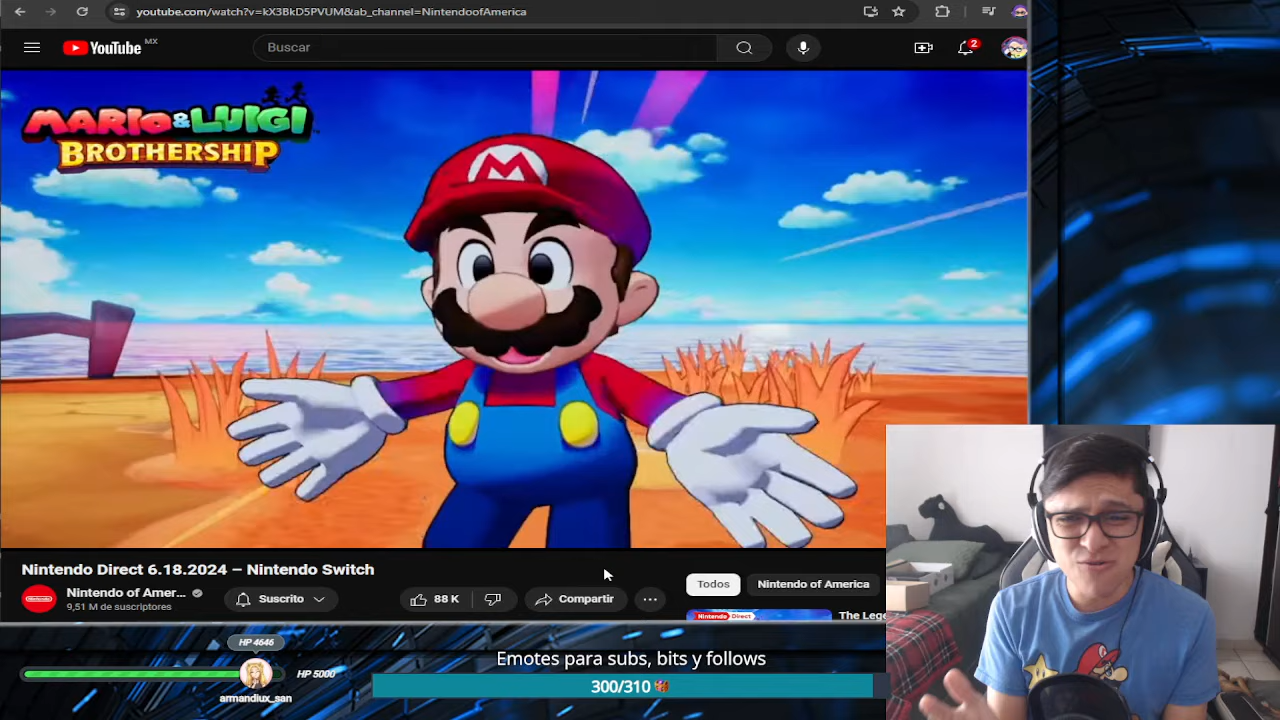 youtube.com/watch?v=kX3BkD5PVUM&ab_channel=NintendoofAmerica
YouTube MX
Buscar
2
MARIO & LUIGI
BROTHERSHIP
M
Nintendo Direct 6.18.2024 – Nintendo Switch
Nintendo of Amer...
9,51 M de suscriptores
Suscrito
88 K
Compartir
Todos
Nintendo of America
Nintendo Direct
The Lege
HP 4646
HP 5000
armandiux_san
Emotes para subs, bits y follows
300/310